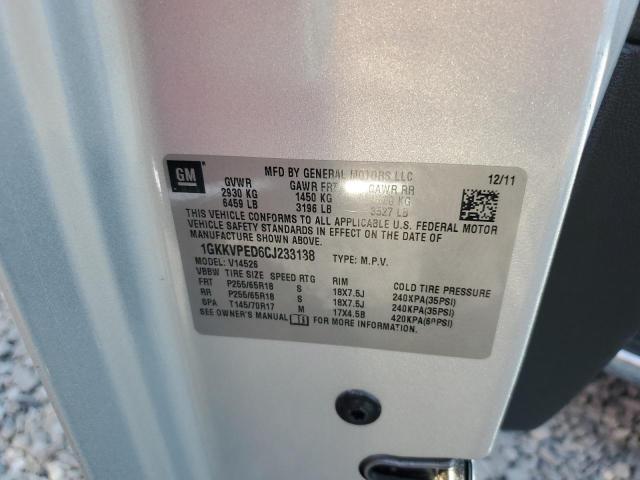 GM
MFD BY GENERAL MOTORS LLC 12/11
GVWR GAWR FRT GAWR RR
2930 KG 1450 KG KG
6459 LB 3196 LB 3527 LB
THIS VEHICLE CONFORMS TO ALL APPLICABLE U.S. FEDERAL MOTOR
VEHICLE SAFETY STANDARDS IN EFFECT ON THE DATE OF
MANUFACTURE SHOWN ABOVE.
1GKKVPED6CJ233138 TYPE: M.P.V.
MODEL: V14526
VBBW TIRE SIZE SPEED RTG RIM COLD TIRE PRESSURE
FRT P255/65R18 S 18X7.5J 240KPA(35PSI)
RR P255/65R18 S 18X7.5J 240KPA(35PSI)
SPA T145/70R17 M 17X4.5B 420KPA(60PSI)
SEE OWNER'S MANUAL FOR MORE INFORMATION.